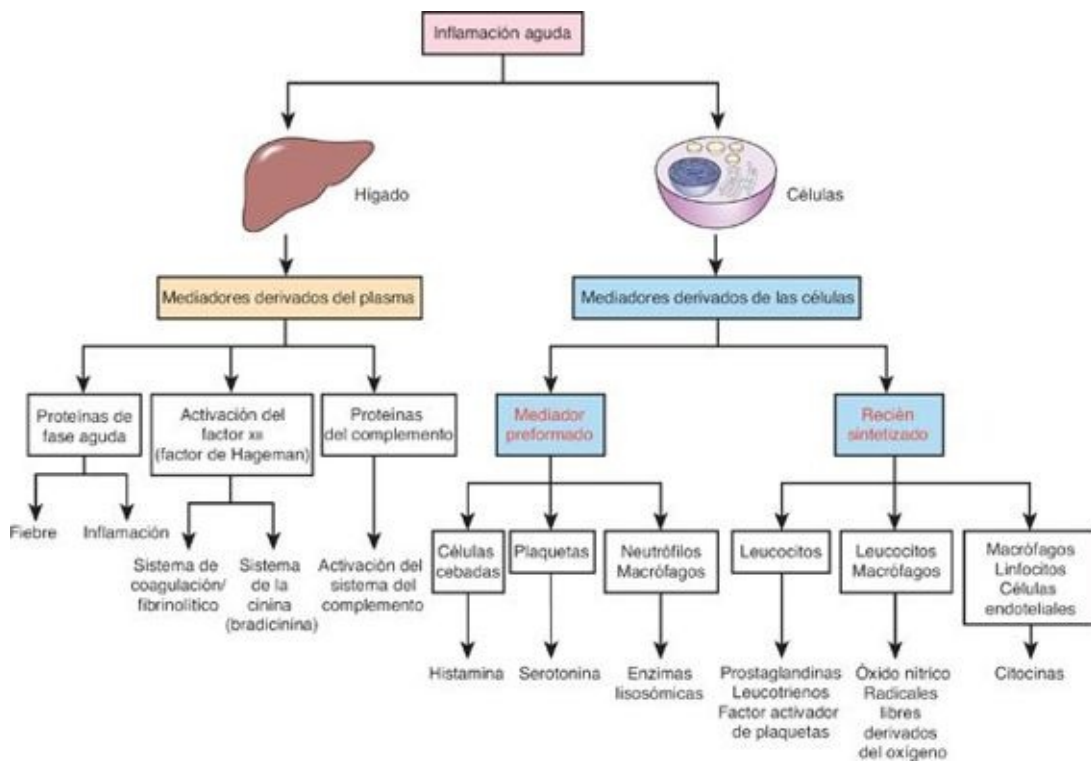 Inflamación aguda
Hígado
Células
Mediadores derivados del plasma
Mediadores derivados de las células
Proteínas de
fase aguda
Activación del
factor XII
(factor de Hageman)
Proteínas
del complemento
Mediador
preformado
Recién
sintetizado
Fiebre
Inflamación
Sistema de
coagulación/
fibrinolítico
Sistema
de la
cinina
(bradicinina)
Activación del
sistema del
complemento
Células
cebadas
Plaquetas
Neutrófilos
Macrófagos
Leucocitos
Leucocitos
Macrófagos
Macrófagos
Linfocitos
Células
endoteliales
Histamina
Serotonina
Enzimas
lisosómicas
Prostaglandinas
Leucotrienos
Factor activador
de plaquetas
Óxido nítrico
Radicales
libres
derivados
del oxígeno
Citocinas